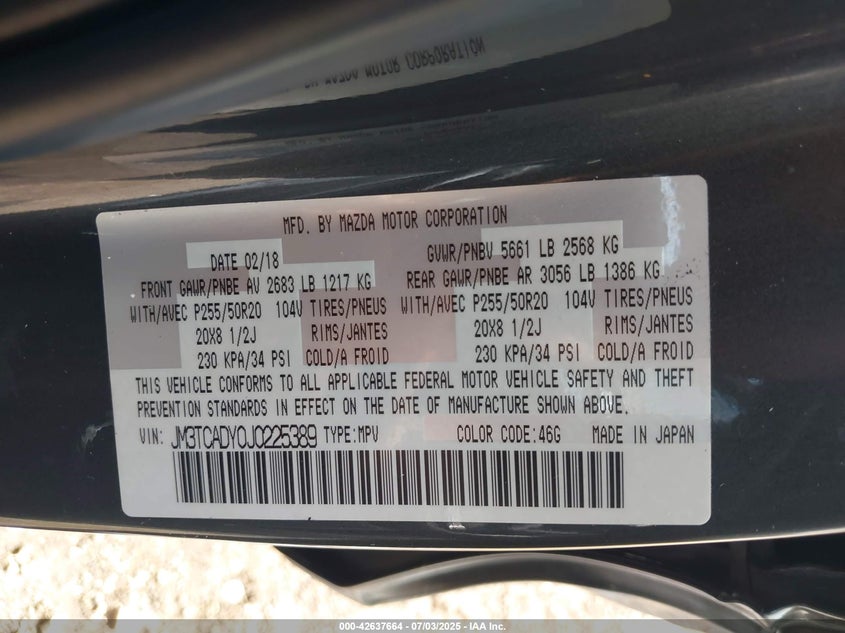 MFD. BY MAZDA MOTOR CORPORATION
DATE 02/18 GVWR/PNBV 5661 LB 2568 KG
FRONT GAWR/PNBE AV 2683 LB 1217 KG REAR GAWR/PNBE AR 3056 LB 1386 KG
WITH/AVEC P255/50R20 104V TIRES/PNEUS WITH/AVEC P255/50R20 104V TIRES/PNEUS
20X8 1/2J RIMS/JANTES 20X8 1/2J RIMS/JANTES
230 KPA/34 PSI COLD/A FROID 230 KPA/34 PSI COLD/A FROID
THIS VEHICLE CONFORMS TO ALL APPLICABLE FEDERAL MOTOR VEHICLE SAFETY AND THEFT
PREVENTION STANDARDS IN EFFECT ON THE DATE OF MANUFACTURE SHOWN ABOVE.
VIN: JM3TCADY0J0225389 TYPE:MPV COLOR CODE:46G MADE IN JAPAN
000-42637664 - 07/03/2025 - IAA Inc.